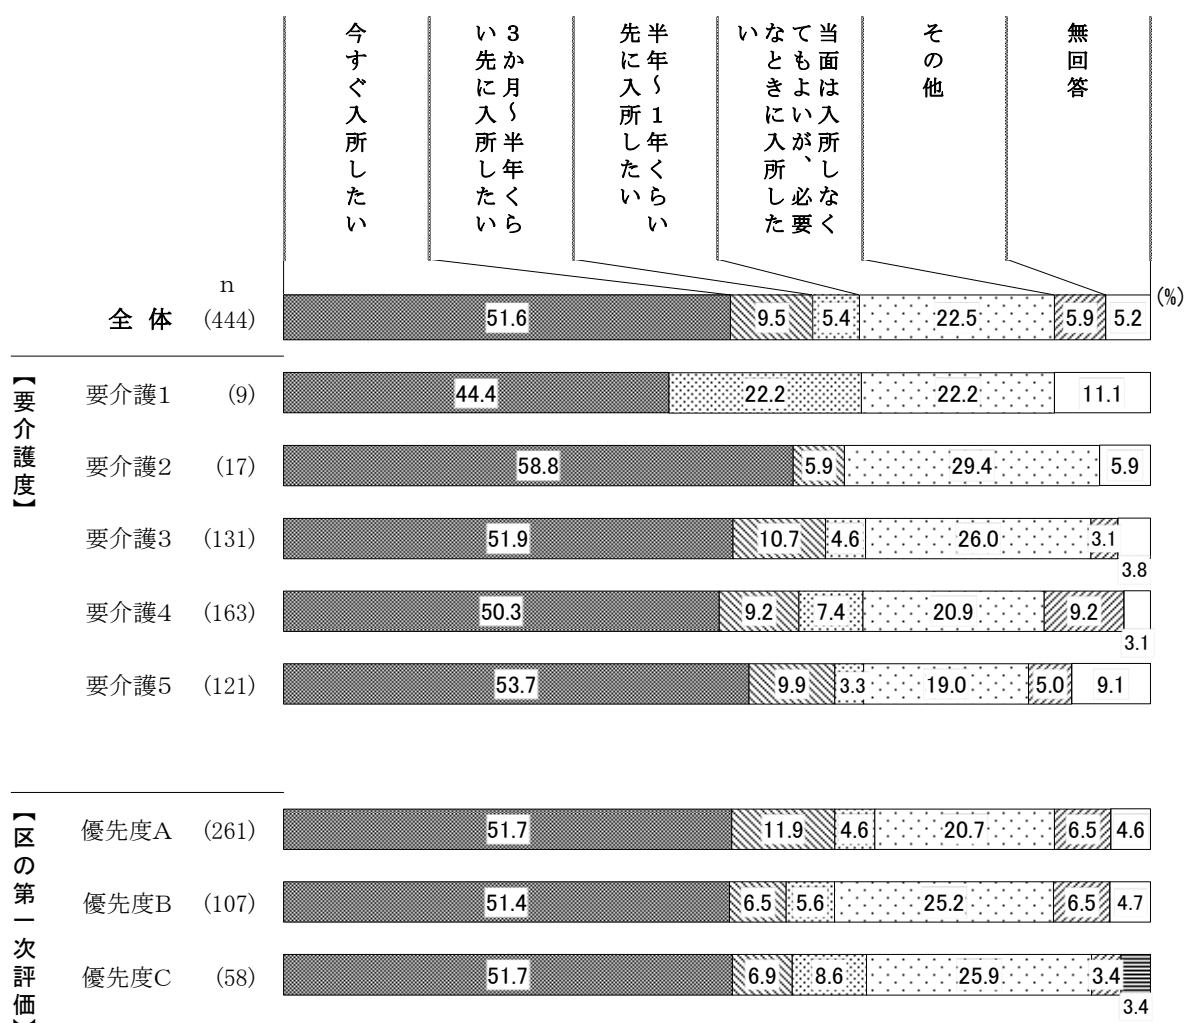 今すぐ入所したい
３か月～半年くら
い先に入所したい
半年～１年くらい
先に入所したい
当面は入所しなく
てもよいが、必要
なときに入所した
い
その他
無回答
n
(%)
全 体 (444) 51.6 9.5 5.4 22.5 5.9 5.2
【要介護度】
要介護1 (9) 44.4 22.2 22.2 11.1
要介護2 (17) 58.8 5.9 29.4 5.9
要介護3 (131) 51.9 10.7 4.6 26.0 3.1 3.8
要介護4 (163) 50.3 9.2 7.4 20.9 9.2 3.1
要介護5 (121) 53.7 9.9 3.3 19.0 5.0 9.1
【区の第一次評価】
優先度A (261) 51.7 11.9 4.6 20.7 6.5 4.6
優先度B (107) 51.4 6.5 5.6 25.2 6.5 4.7
優先度C (58) 51.7 6.9 8.6 25.9 3.4 3.4